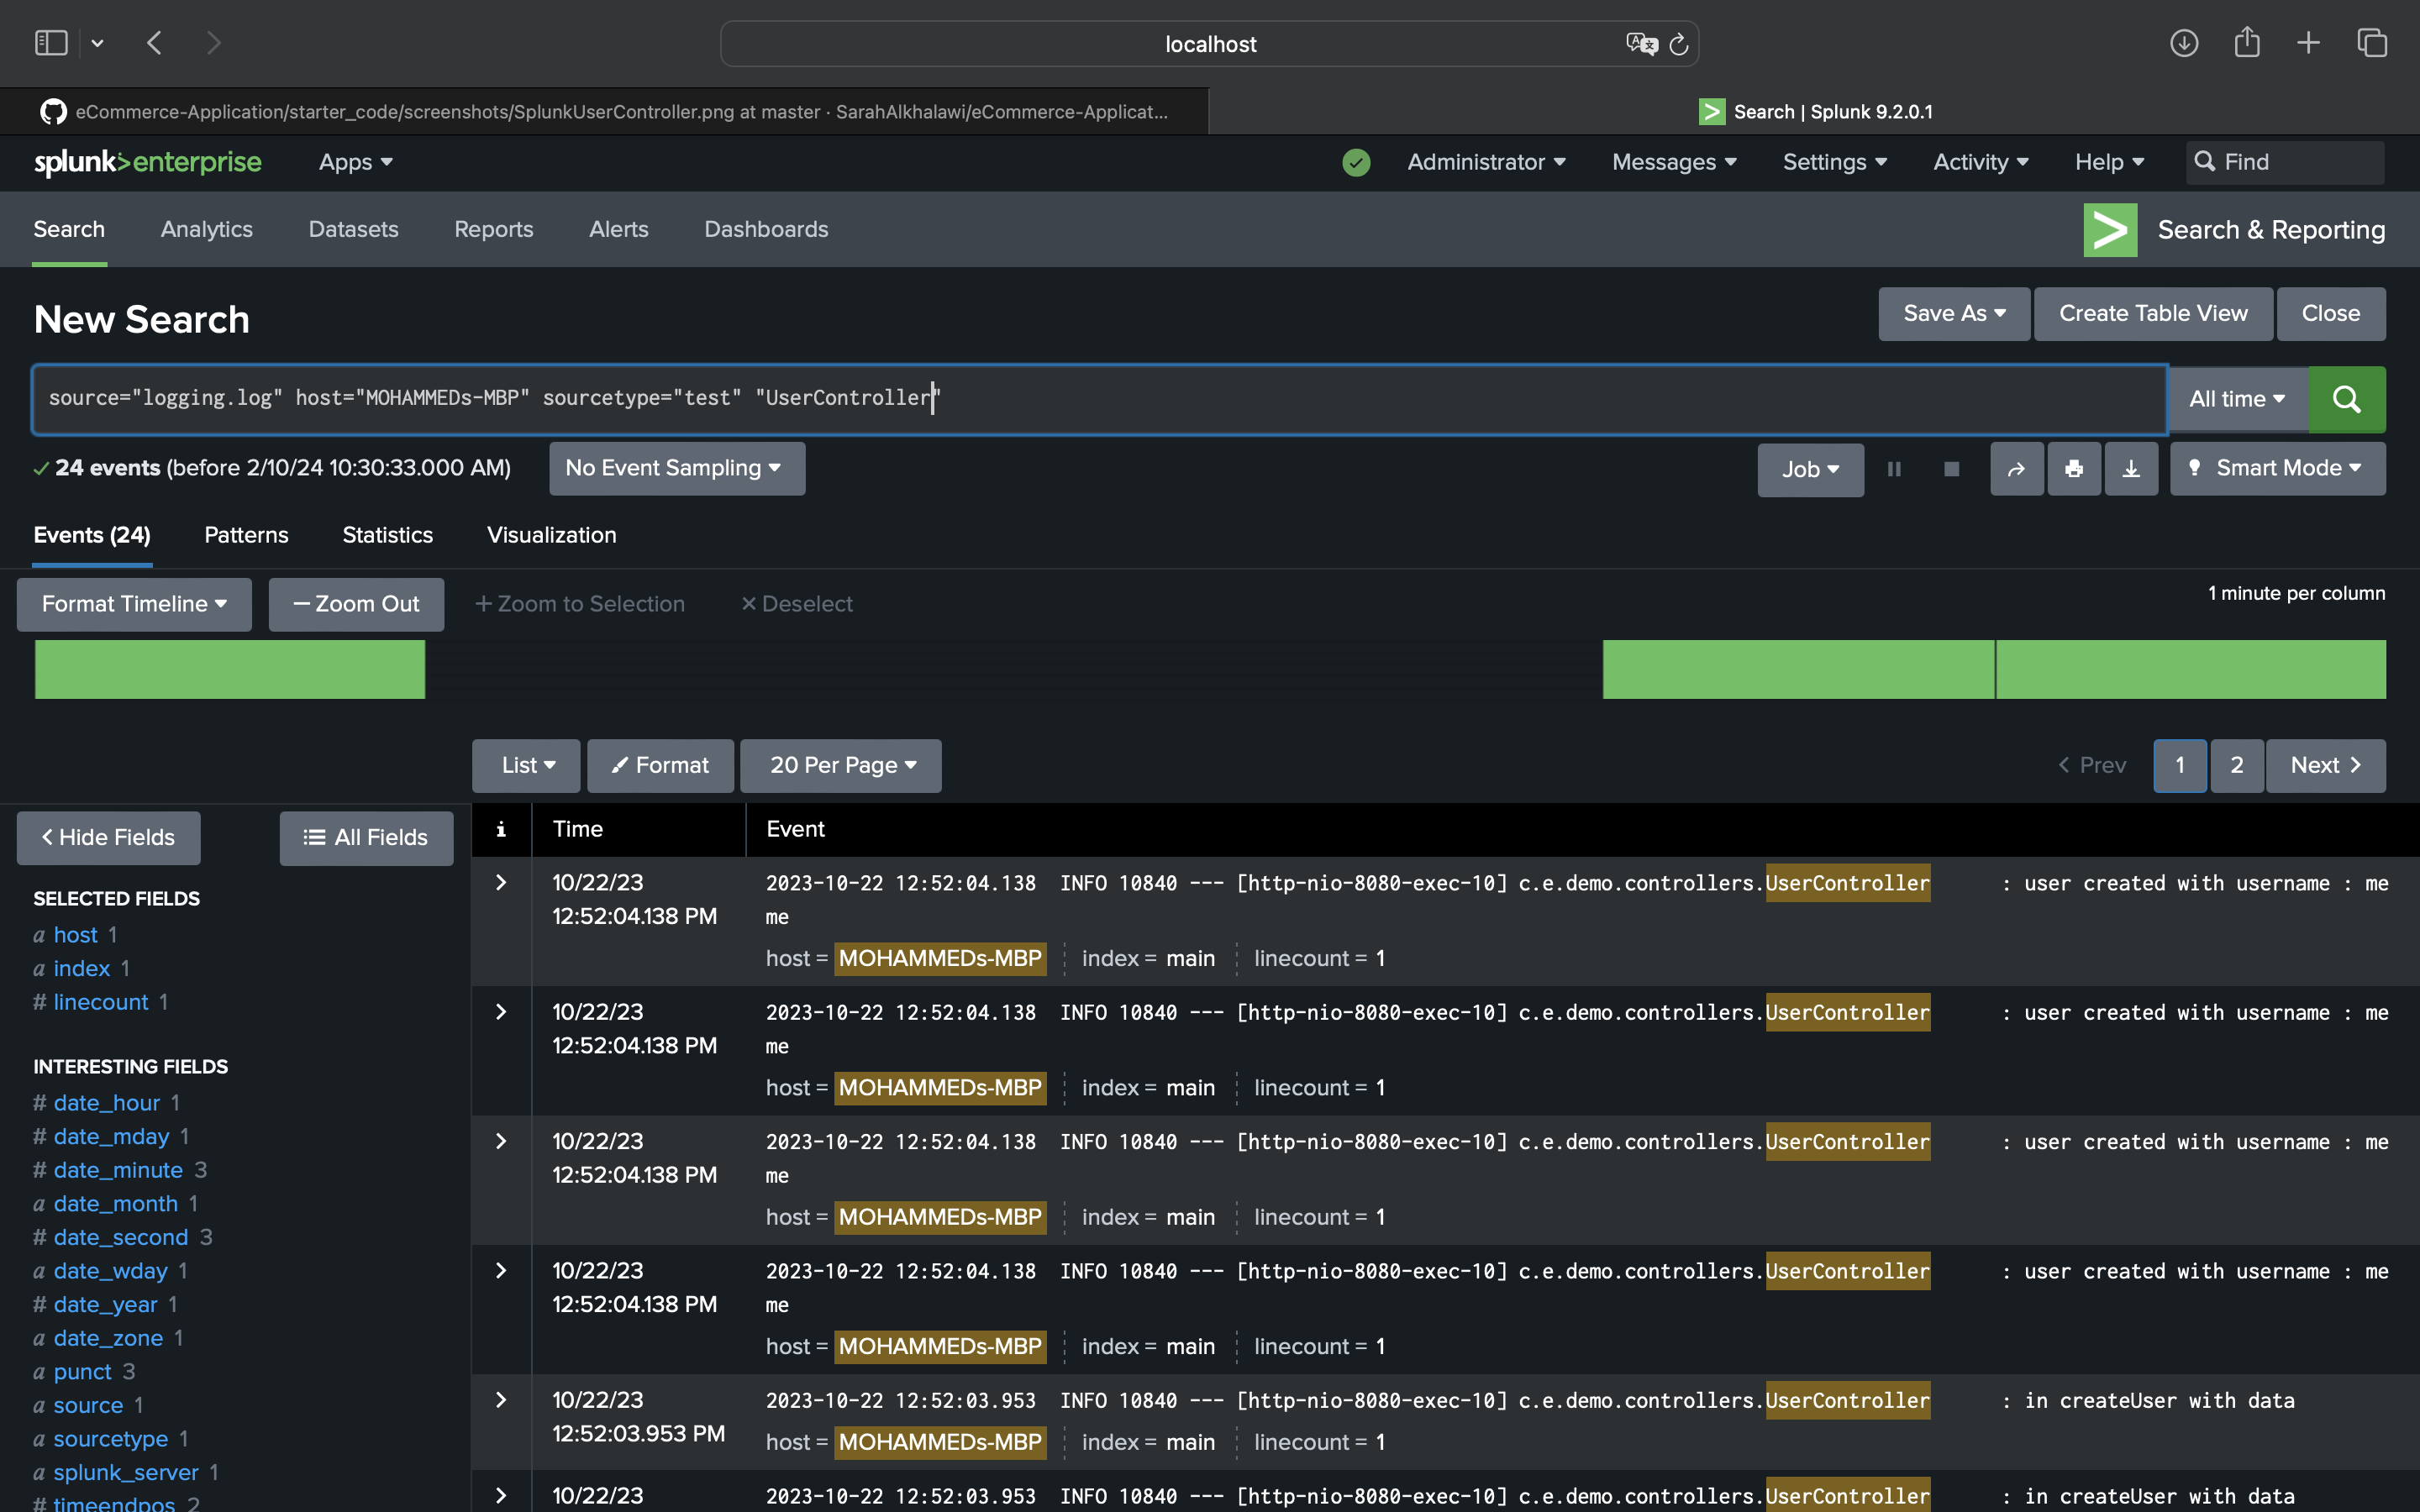 localhost
eCommerce-Application/starter_code/screenshots/SplunkUserController.png at master · SarahAlkhalawi/eCommerce-Applicat...
Search | Splunk 9.2.0.1
splunk>enterprise Apps Administrator Messages Settings Activity Help Find
Search Analytics Datasets Reports Alerts Dashboards Search & Reporting
New Search
Save As Create Table View Close
source="logging.log" host="MOHAMMEDs-MBP" sourcetype="test" "UserController"
All time
24 events (before 2/10/24 10:30:33.000 AM) No Event Sampling Job Smart Mode
Events (24) Patterns Statistics Visualization
Format Timeline — Zoom Out + Zoom to Selection × Deselect 1 minute per column
List Format 20 Per Page < Prev 1 2 Next >
< Hide Fields All Fields
SELECTED FIELDS
a host 1
a index 1
# linecount 1
INTERESTING FIELDS
# date_hour 1
# date_mday 1
# date_minute 3
a date_month 1
# date_second 3
a date_wday 1
# date_year 1
a date_zone 1
a punct 3
a source 1
a sourcetype 1
a splunk_server 1
# timeendpos 2
i Time Event
10/22/23
12:52:04.138 PM
2023-10-22 12:52:04.138 INFO 10840 --- [http-nio-8080-exec-10] c.e.demo.controllers.UserController : user created with username : me
me
host = MOHAMMEDs-MBP index = main linecount = 1
10/22/23
12:52:04.138 PM
2023-10-22 12:52:04.138 INFO 10840 --- [http-nio-8080-exec-10] c.e.demo.controllers.UserController : user created with username : me
me
host = MOHAMMEDs-MBP index = main linecount = 1
10/22/23
12:52:04.138 PM
2023-10-22 12:52:04.138 INFO 10840 --- [http-nio-8080-exec-10] c.e.demo.controllers.UserController : user created with username : me
me
host = MOHAMMEDs-MBP index = main linecount = 1
10/22/23
12:52:04.138 PM
2023-10-22 12:52:04.138 INFO 10840 --- [http-nio-8080-exec-10] c.e.demo.controllers.UserController : user created with username : me
me
host = MOHAMMEDs-MBP index = main linecount = 1
10/22/23
12:52:03.953 PM
2023-10-22 12:52:03.953 INFO 10840 --- [http-nio-8080-exec-10] c.e.demo.controllers.UserController : in createUser with data
host = MOHAMMEDs-MBP index = main linecount = 1
10/22/23
2023-10-22 12:52:03.953 INFO 10840 --- [http-nio-8080-exec-10] c.e.demo.controllers.UserController : in createUser with data